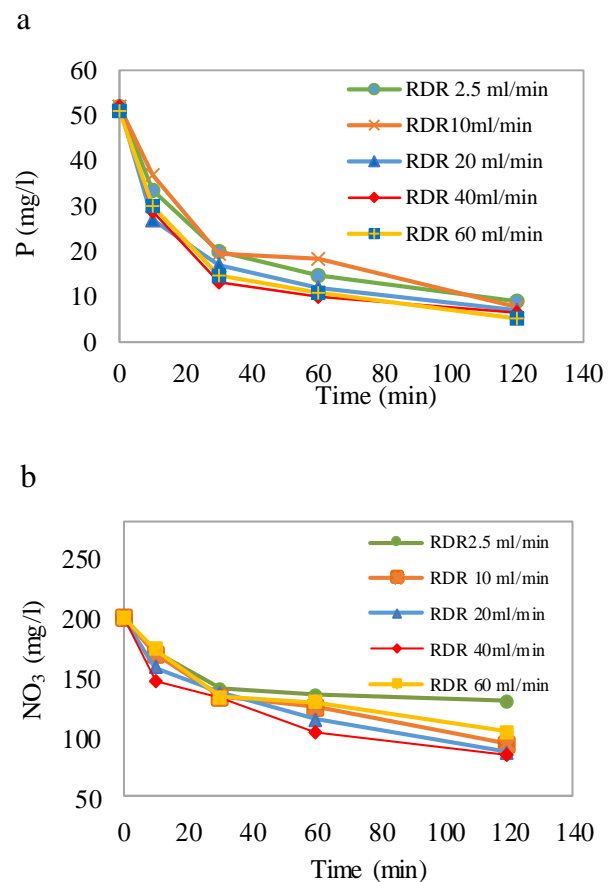 a
60
50
40
30
20
10
0
P (mg/l)
RDR 2.5 ml/min
RDR10ml/min
RDR 20 ml/min
RDR 40ml/min
RDR 60 ml/min
0 20 40 60 80 100 120 140
Time (min)
b
250
200
150
100
50
NO₃ (mg/l)
RDR2.5 ml/min
RDR 10 ml/min
RDR 20ml/min
RDR 40ml/min
RDR 60 ml/min
0 20 40 60 80 100 120 140
Time (min)